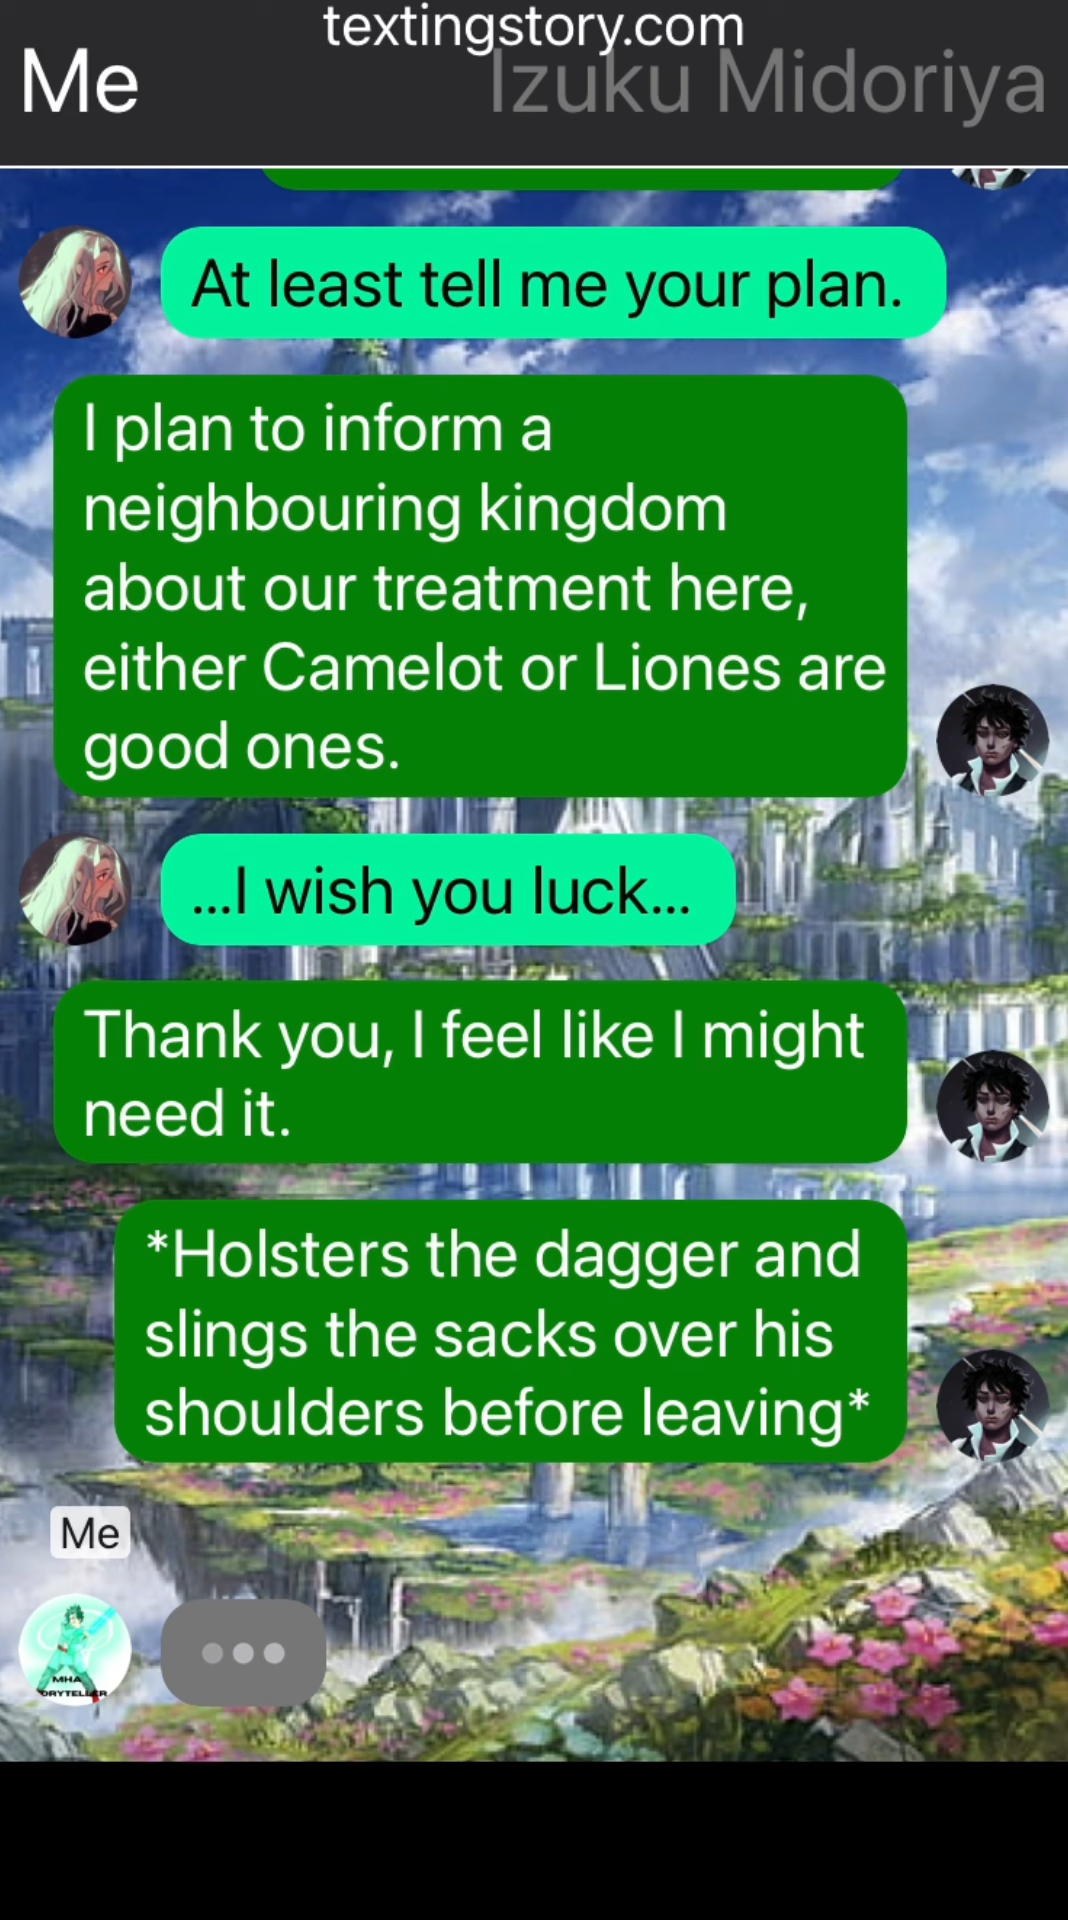 textingstory.com
Me
Izuku Midoriya
At least tell me your plan.
I plan to inform a
neighbouring kingdom
about our treatment here,
either Camelot or Liones are
good ones.
...I wish you luck...
Thank you, I feel like I might
need it.
*Holsters the dagger and
slings the sacks over his
shoulders before leaving*
Me
MHA
ORYTELLER